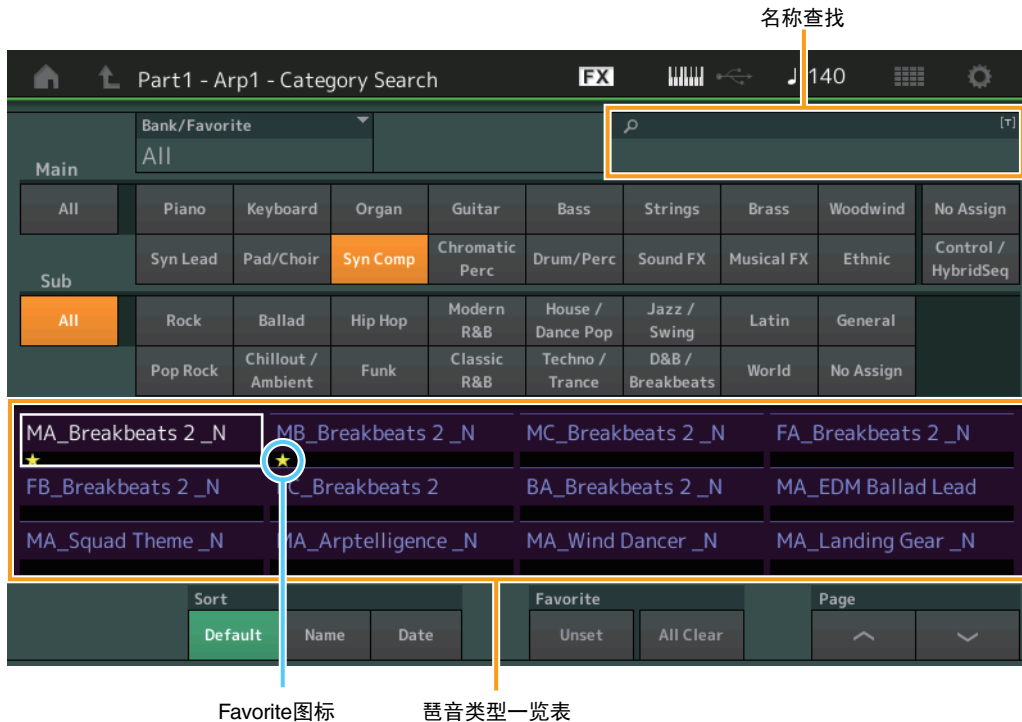 名称查找
Part1 - Arp1 - Category Search FX ♩ 140
Bank/Favorite
All
[T]
Main
All Piano Keyboard Organ Guitar Bass Strings Brass Woodwind No Assign
Syn Lead Pad/Choir Syn Comp Chromatic Perc Drum/Perc Sound FX Musical FX Ethnic Control / HybridSeq
Sub
All Rock Ballad Hip Hop Modern R&B House / Dance Pop Jazz / Swing Latin General
Pop Rock Chillout / Ambient Funk Classic R&B Techno / Trance D&B / Breakbeats World No Assign
MA_Breakbeats 2 _N MB_Breakbeats 2 _N MC_Breakbeats 2 _N FA_Breakbeats 2 _N
FB_Breakbeats 2 _N C_Breakbeats 2 BA_Breakbeats 2 _N MA_EDM Ballad Lead
MA_Squad Theme _N MA_Arptelligence _N MA_Wind Dancer _N MA_Landing Gear _N
Sort Favorite Page
Default Name Date Unset All Clear
Favorite图标 琶音类型一览表